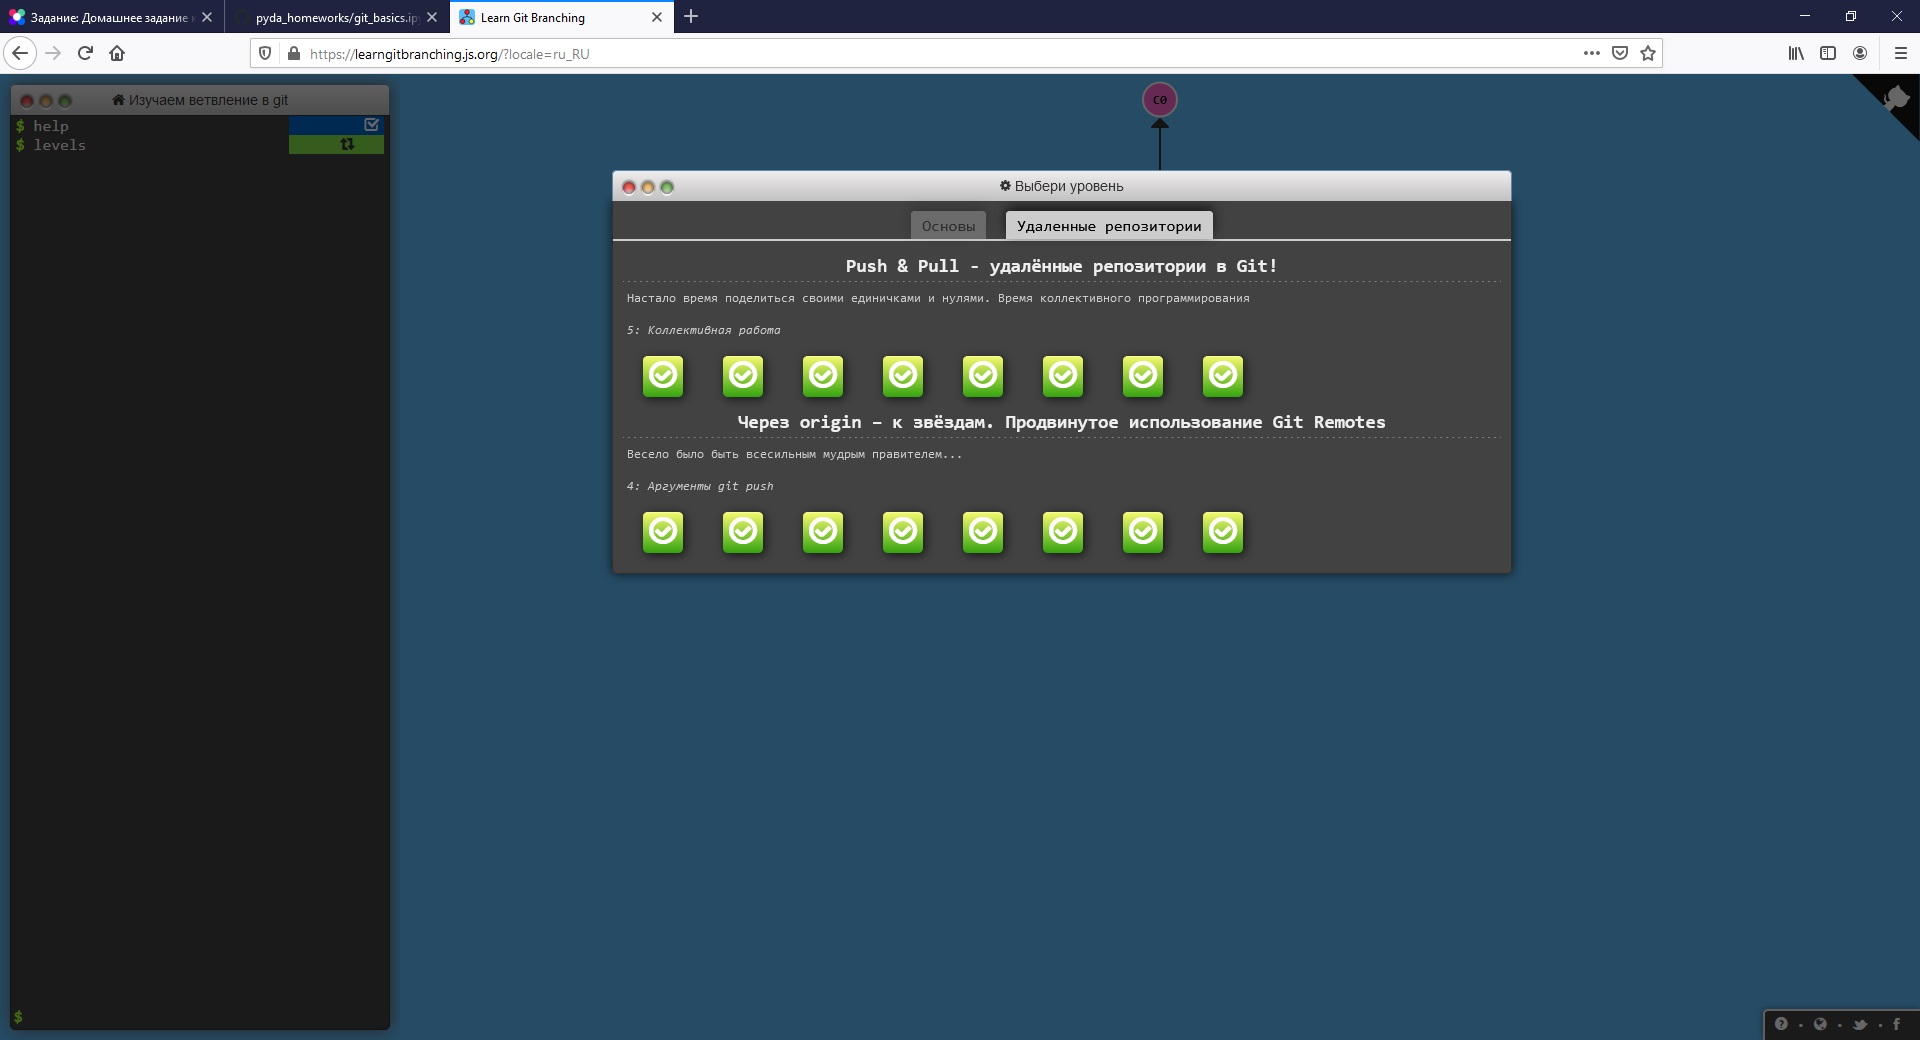 Задание: Домашнее задание к
pyda_homeworks/git_basics.ip
Learn Git Branching
https://learngitbranching.js.org/?locale=ru_RU
Изучаем ветвление в git
$ help
$ levels
$
C0
Выбери уровень
Основы
Удаленные репозитории
Push & Pull - удалённые репозитории в Git!
Настало время поделиться своими единичками и нулями. Время коллективного программирования
5: Коллективная работа
Через origin – к звёздам. Продвинутое использование Git Remotes
Весело было быть всесильным мудрым правителем...
4: Аргументы git push